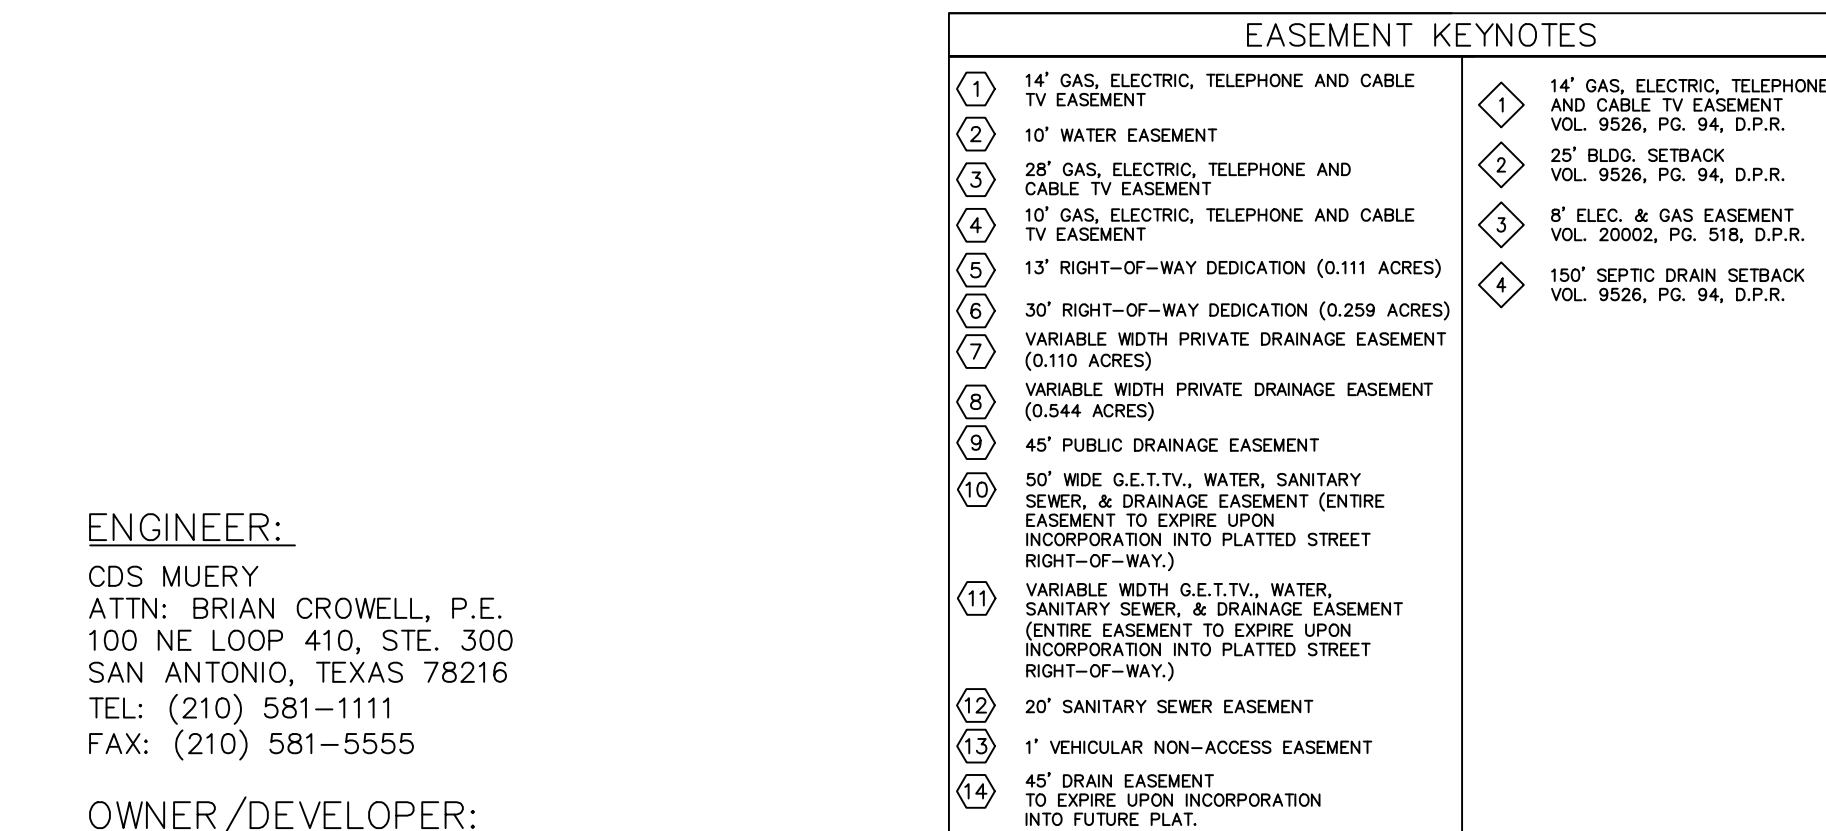 EASEMENT KEYNOTES
1
14' GAS, ELECTRIC, TELEPHONE AND CABLE
TV EASEMENT
2
10' WATER EASEMENT
3
28' GAS, ELECTRIC, TELEPHONE AND
CABLE TV EASEMENT
4
10' GAS, ELECTRIC, TELEPHONE AND CABLE
TV EASEMENT
5
13' RIGHT-OF-WAY DEDICATION (0.111 ACRES)
6
30' RIGHT-OF-WAY DEDICATION (0.259 ACRES)
7
VARIABLE WIDTH PRIVATE DRAINAGE EASEMENT
(0.110 ACRES)
8
VARIABLE WIDTH PRIVATE DRAINAGE EASEMENT
(0.544 ACRES)
9
45' PUBLIC DRAINAGE EASEMENT
10
50' WIDE G.E.T.TV., WATER, SANITARY
SEWER, & DRAINAGE EASEMENT (ENTIRE
EASEMENT TO EXPIRE UPON
INCORPORATION INTO PLATTED STREET
RIGHT-OF-WAY.)
11
VARIABLE WIDTH G.E.T.TV., WATER,
SANITARY SEWER, & DRAINAGE EASEMENT
(ENTIRE EASEMENT TO EXPIRE UPON
INCORPORATION INTO PLATTED STREET
RIGHT-OF-WAY.)
12
20' SANITARY SEWER EASEMENT
13
1' VEHICULAR NON-ACCESS EASEMENT
14
45' DRAIN EASEMENT
TO EXPIRE UPON INCORPORATION
INTO FUTURE PLAT.
1
14' GAS, ELECTRIC, TELEPHONE
AND CABLE TV EASEMENT
VOL. 9526, PG. 94, D.P.R.
2
25' BLDG. SETBACK
VOL. 9526, PG. 94, D.P.R.
3
8' ELEC. & GAS EASEMENT
VOL. 20002, PG. 518, D.P.R.
4
150' SEPTIC DRAIN SETBACK
VOL. 9526, PG. 94, D.P.R.
ENGINEER:
CDS MUERY
ATTN: BRIAN CROWELL, P.E.
100 NE LOOP 410, STE. 300
SAN ANTONIO, TEXAS 78216
TEL: (210) 581-1111
FAX: (210) 581-5555
OWNER/DEVELOPER: